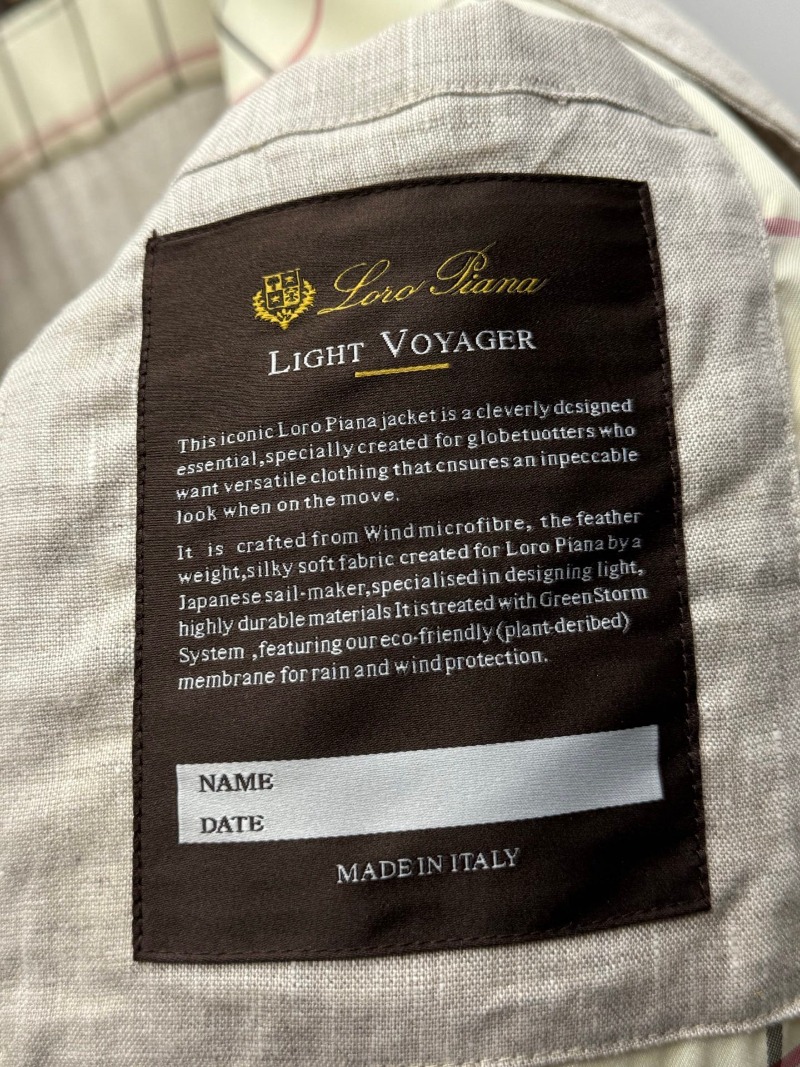 Loro Piana
LIGHT VOYAGER
This iconic Loro Piana jacket is a cleverly dcsigned
essential,specially created for globetuotters who
want versatile clothing that cnsures an inpeccable
look when on the move.
It is crafted from Wind microfibre, the feather
weight,silky soft fabric created for Loro Piana by a
Japanese sail-maker,specialised in designing light,
highly durable materials It is treated with Green Storm
System ,featuring our eco-friendly (plant-deribed)
membrane for rain and wind protection.
NAME
DATE
MADE IN ITALY